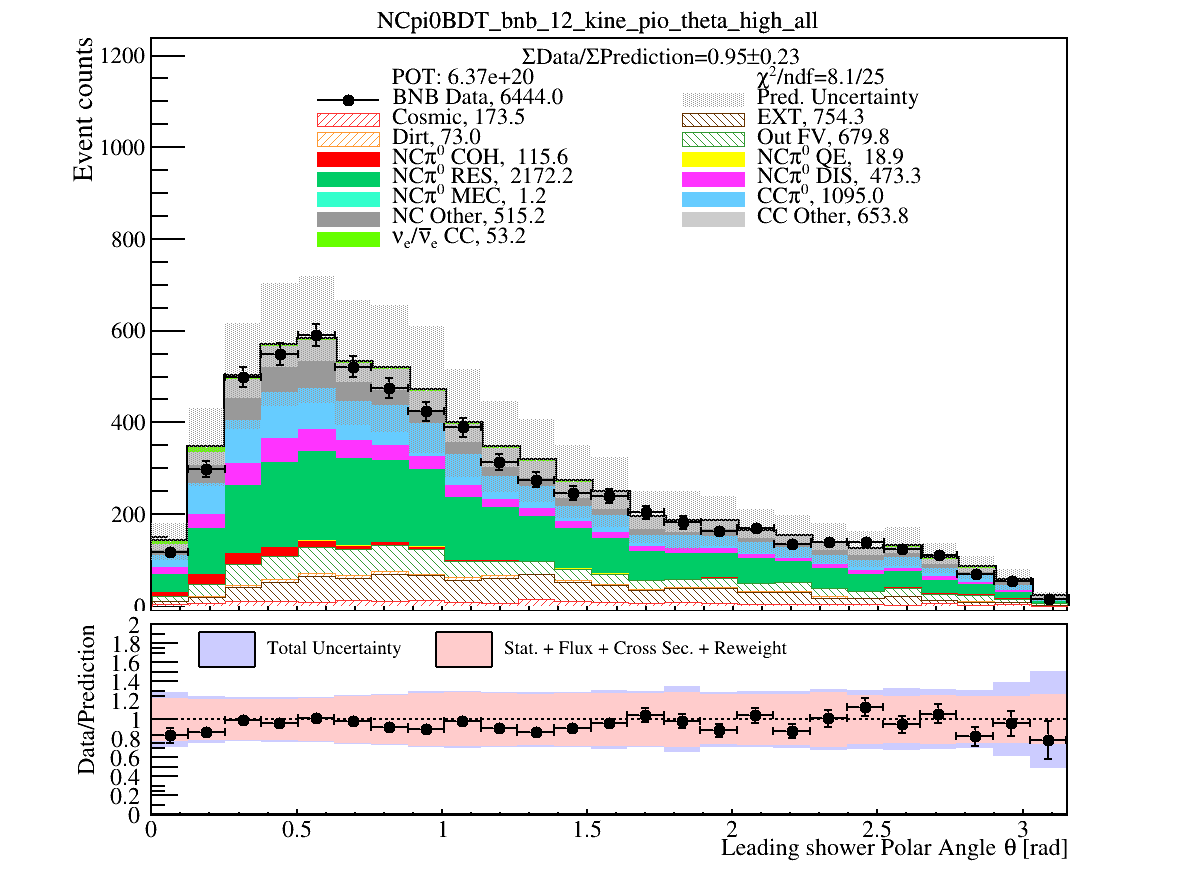 NCpi0BDT_bnb_12_kine_pio_theta_high_all
ΣData/ΣPrediction=0.95±0.23
POT: 6.37e+20
χ²/ndf=8.1/25
BNB Data, 6444.0
Pred. Uncertainty
Cosmic, 173.5
EXT, 754.3
Dirt, 73.0
Out FV, 679.8
NCπ⁰ COH, 115.6
NCπ⁰ QE, 18.9
NCπ⁰ RES, 2172.2
NCπ⁰ DIS, 473.3
NCπ⁰ MEC, 1.2
CCπ⁰, 1095.0
NC Other, 515.2
CC Other, 653.8
νₑ/ν̅ₑ CC, 53.2
Event counts
1200
1000
800
600
400
200
0
Total Uncertainty
Stat. + Flux + Cross Sec. + Reweight
Data/Prediction
2
1.8
1.6
1.4
1.2
1
0.8
0.6
0.4
0.2
0
0 0.5 1 1.5 2 2.5 3
Leading shower Polar Angle θ [rad]